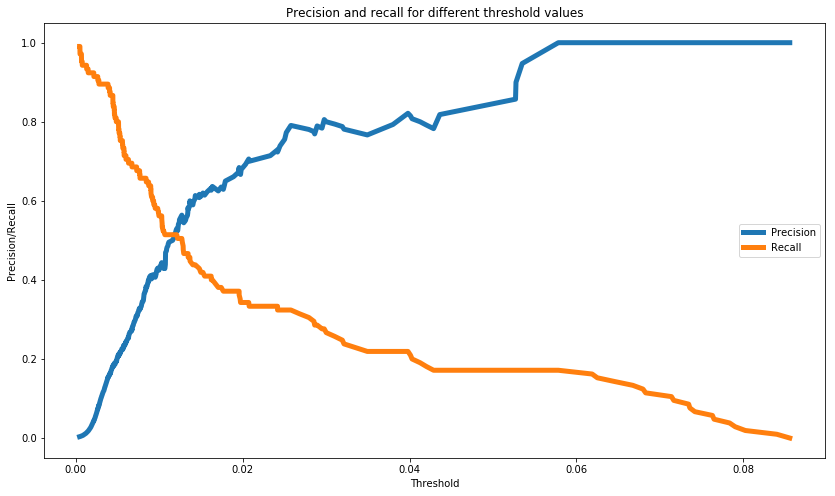 Precision and recall for different threshold values
Precision/Recall
1.0
0.8
0.6
0.4
0.2
0.0
Precision
Recall
0.00
0.02
0.04
0.06
0.08
Threshold